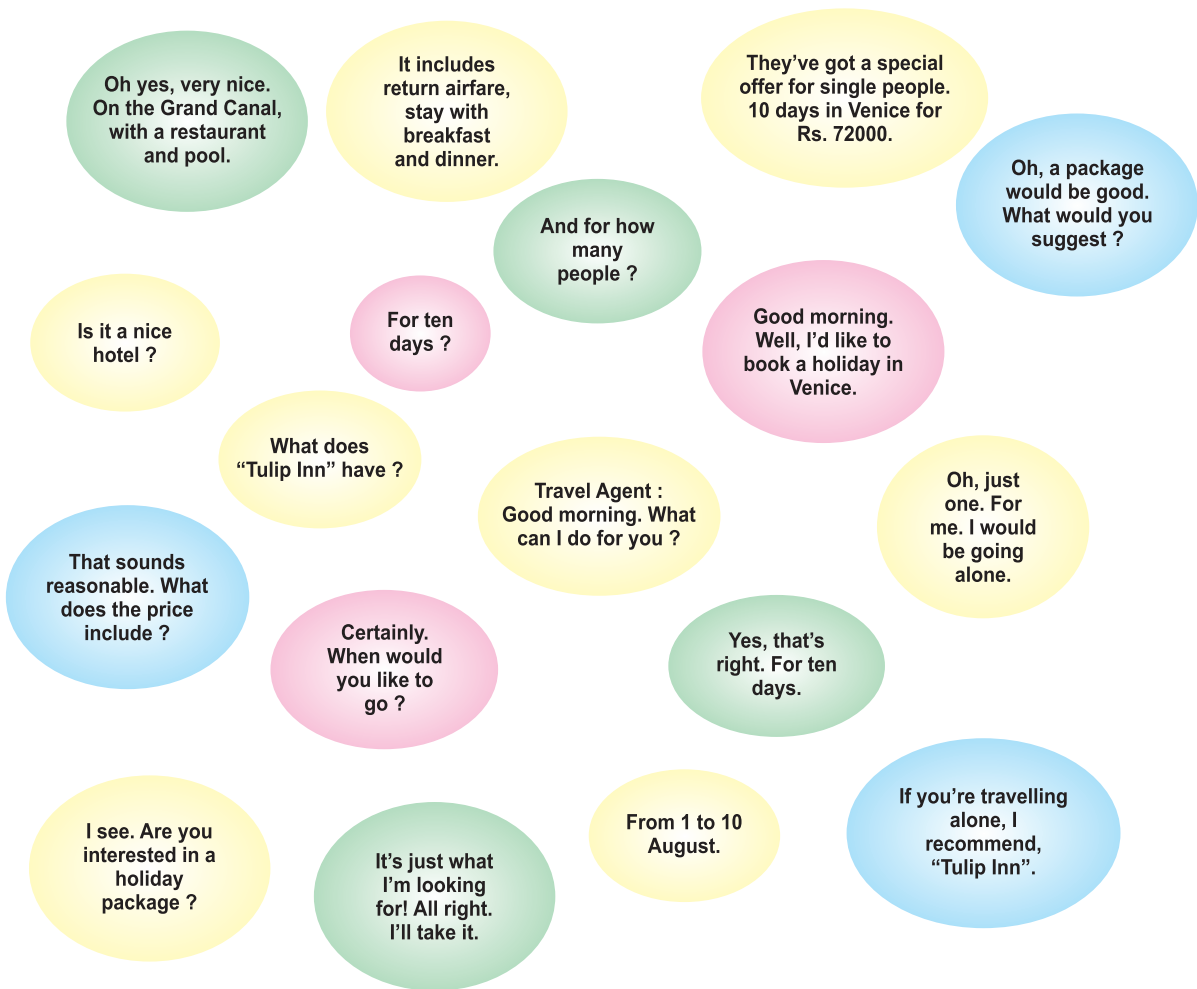 Oh yes, very nice.
On the Grand Canal,
with a restaurant
and pool.
It includes
return airfare,
stay with
breakfast
and dinner.
They’ve got a special
offer for single people.
10 days in Venice for
Rs. 72000.
Oh, a package
would be good.
What would you
suggest ?
And for how
many
people ?
Is it a nice
hotel ?
For ten
days ?
Good morning.
Well, I’d like to
book a holiday in
Venice.
What does
“Tulip Inn” have ?
Travel Agent :
Good morning. What
can I do for you ?
Oh, just
one. For
me. I would
be going
alone.
That sounds
reasonable. What
does the price
include ?
Certainly.
When would
you like to
go ?
Yes, that’s
right. For ten
days.
I see. Are you
interested in a
holiday
package ?
It’s just what
I’m looking
for! All right.
I’ll take it.
From 1 to 10
August.
If you’re travelling
alone, I
recommend,
“Tulip Inn”.